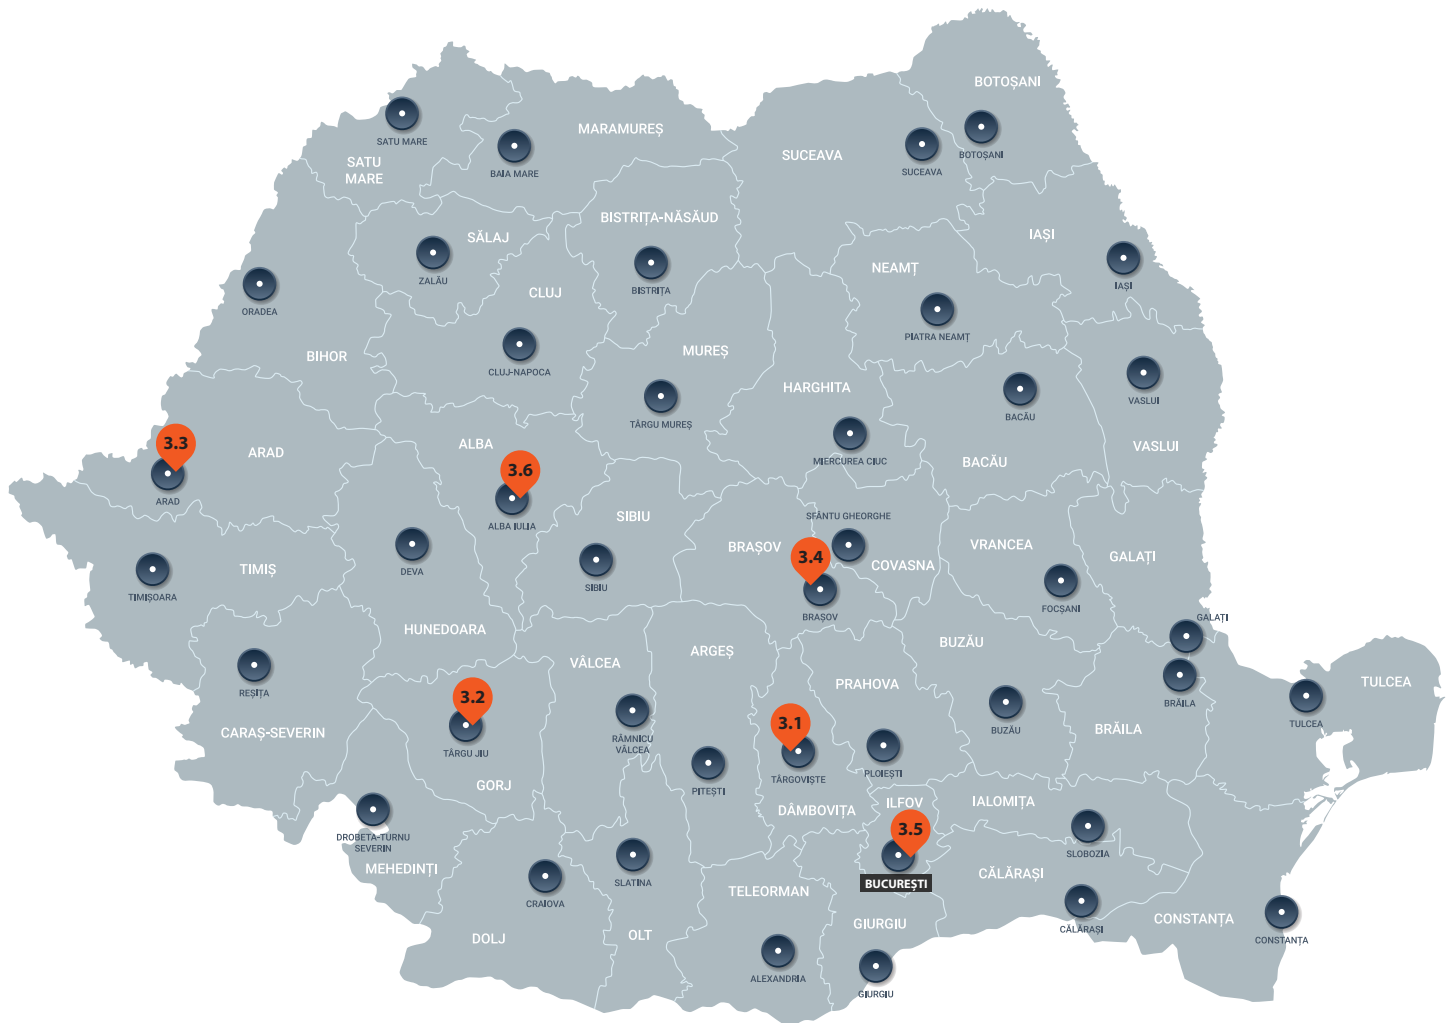 BOTOȘANI
SATU MARE
MARAMUREȘ
BOTOȘANI
SUCEAVA
SUCEAVA
SATU
MARE
BAIA MARE
BISTRIȚA-NĂSĂUD
IAȘI
SĂLAJ
ZALĂU
CLUJ
BISTRIȚA
NEAMȚ
IAȘI
ORADEA
PIATRA NEAMȚ
BIHOR
MUREȘ
CLUJ-NAPOCA
HARGHITA
BACĂU
VASLUI
TÂRGU MUREȘ
3.3
ARAD
ALBA
VASLUI
3.6
MIERCUREA CIUC
BACĂU
ARAD
ALBA IULIA
SIBIU
SFÂNTU GHEORGHE
BRAȘOV
3.4
VRANCEA
GALAȚI
COVASNA
TIMIȘ
TIMIȘOARA
DEVA
SIBIU
BRAȘOV
FOCȘANI
GALAȚI
HUNEDOARA
VÂLCEA
ARGEȘ
BUZĂU
REȘIȚA
PRAHOVA
TULCEA
3.2
BRĂILA
3.1
TULCEA
CARAȘ-SEVERIN
TÂRGU JIU
RÂMNICU
VÂLCEA
BUZĂU
BRĂILA
GORJ
PITEȘTI
TÂRGOVIȘTE
PLOIEȘTI
DÂMBOVIȚA
ILFOV
IALOMIȚA
3.5
DROBETA-TURNU
SEVERIN
SLOBOZIA
MEHEDINȚI
SLATINA
BUCUREȘTI
CĂLĂRAȘI
CRAIOVA
TELEORMAN
GIURGIU
CĂLĂRAȘI
CONSTANȚA
DOLJ
OLT
CONSTANȚA
ALEXANDRIA
GIURGIU